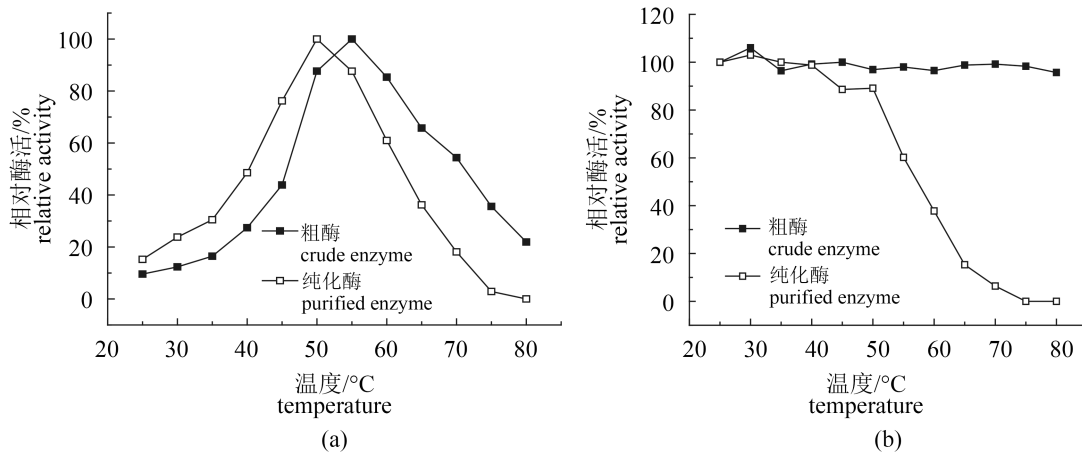 100
80
60
40
20
0
相对酶活/%
relative activity
粗酶
crude enzyme
纯化酶
purified enzyme
20 30 40 50 60 70 80
温度/°C
temperature
(a)
120
100
80
60
40
20
0
相对酶活/%
relative activity
粗酶
crude enzyme
纯化酶
purified enzyme
20 30 40 50 60 70 80
温度/°C
temperature
(b)